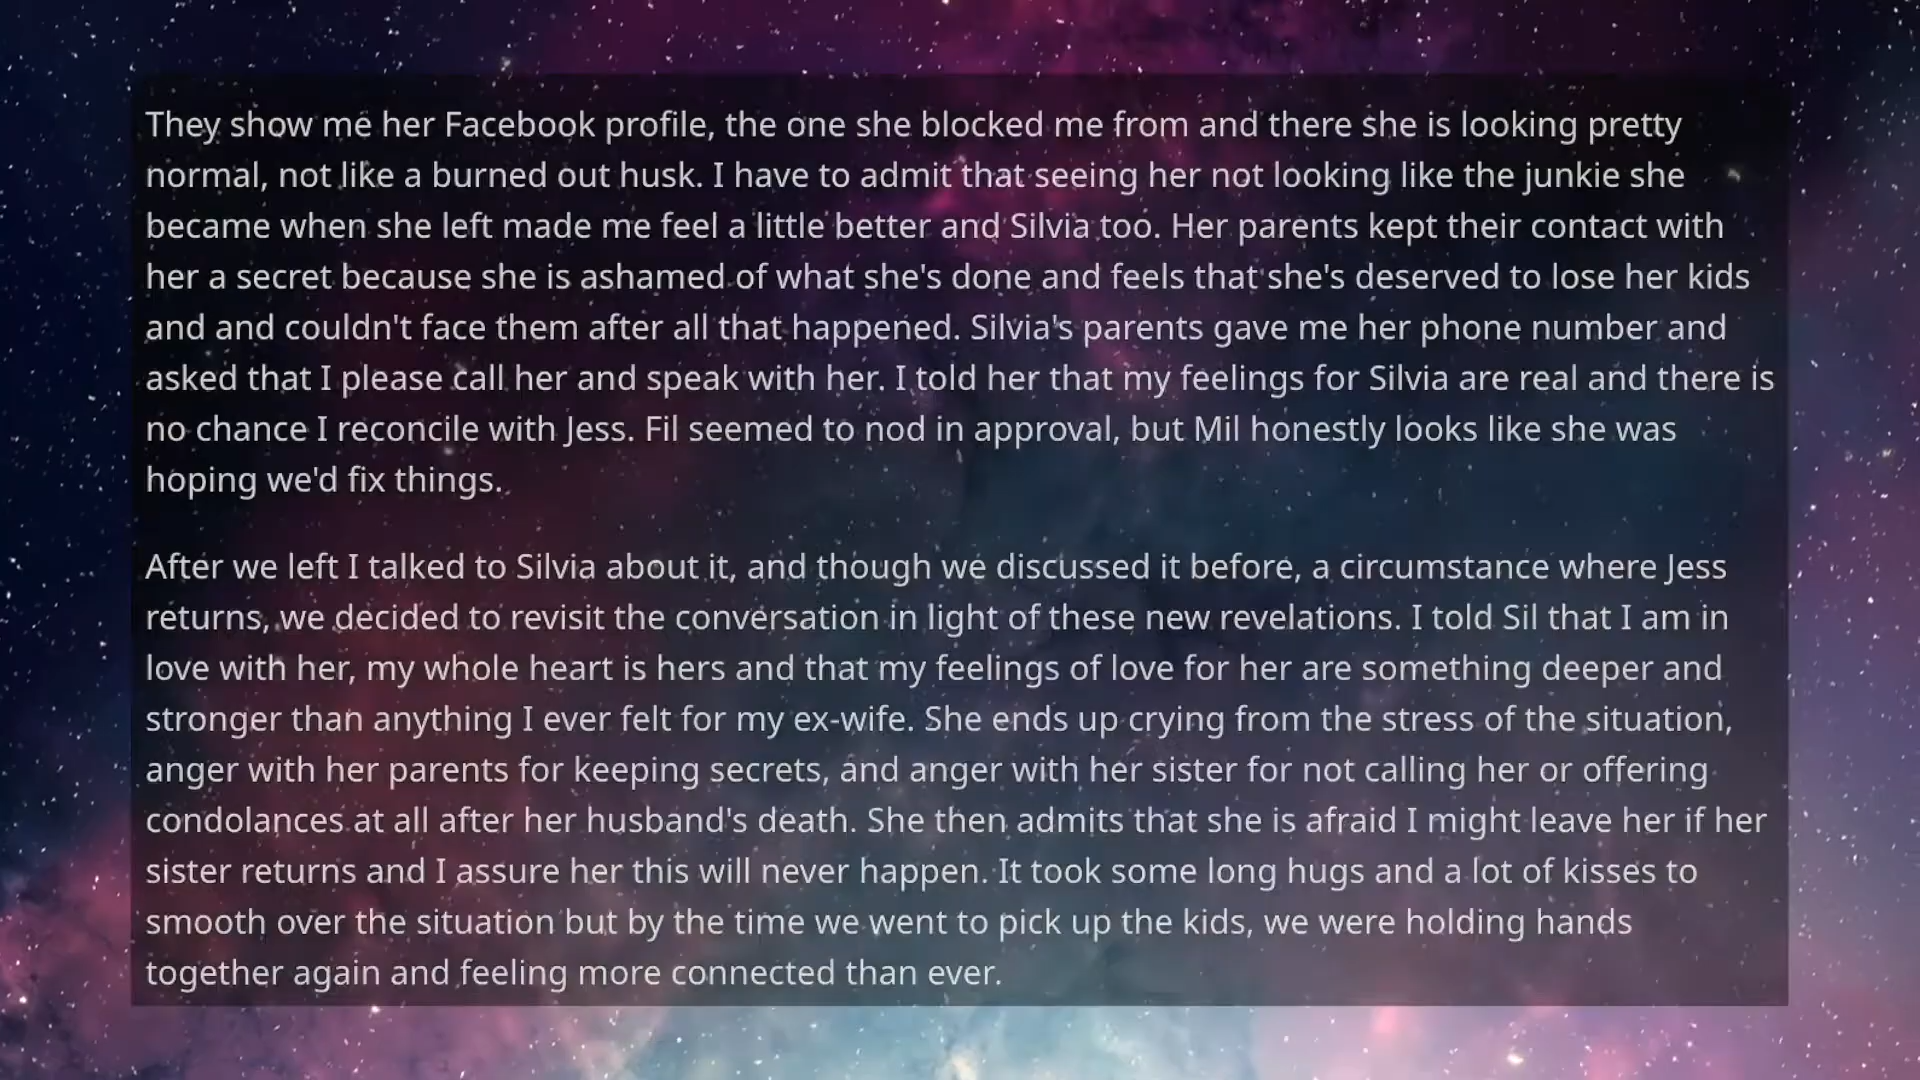 They show me her Facebook profile, the one she blocked me from and there she is looking pretty
normal, not like a burned out husk. I have to admit that seeing her not looking like the junkie she
became when she left made me feel a little better and Silvia too. Her parents kept their contact with
her a secret because she is ashamed of what she's done and feels that she's deserved to lose her kids
and and couldn't face them after all that happened. Silvia's parents gave me her phone number and
asked that I please call her and speak with her. I told her that my feelings for Silvia are real and there is
no chance I reconcile with Jess. Fil seemed to nod in approval, but Mil honestly looks like she was
hoping we'd fix things.
After we left I talked to Silvia about it, and though we discussed it before, a circumstance where Jess
returns, we decided to revisit the conversation in light of these new revelations. I told Sil that I am in
love with her, my whole heart is hers and that my feelings of love for her are something deeper and
stronger than anything I ever felt for my ex-wife. She ends up crying from the stress of the situation,
anger with her parents for keeping secrets, and anger with her sister for not calling her or offering
condolances at all after her husband's death. She then admits that she is afraid I might leave her if her
sister returns and I assure her this will never happen. It took some long hugs and a lot of kisses to
smooth over the situation but by the time we went to pick up the kids, we were holding hands
together again and feeling more connected than ever.